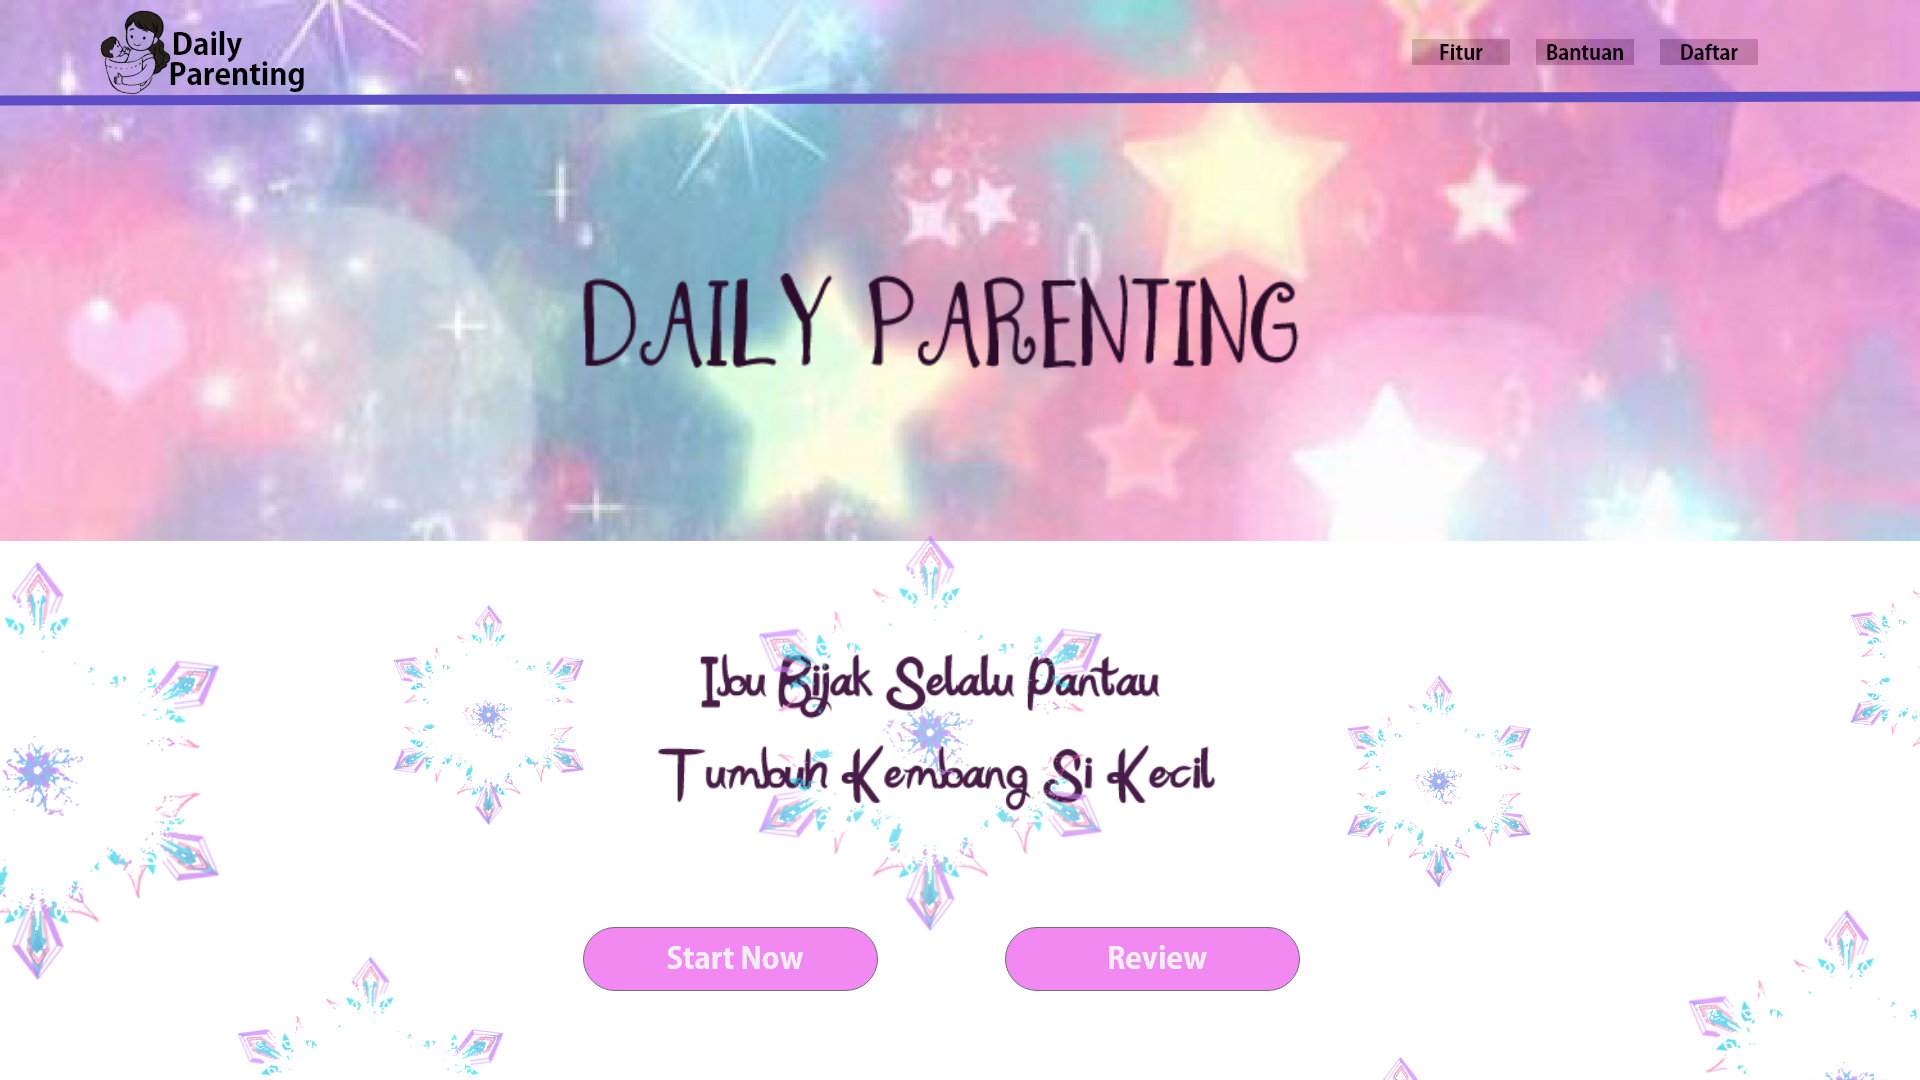 Daily
Parenting
Fitur
Bantuan
Daftar
DAILY PARENTING
Ibu Bijak Selalu Pantau
Tumbuh Kembang Si Kecil
Start Now
Review